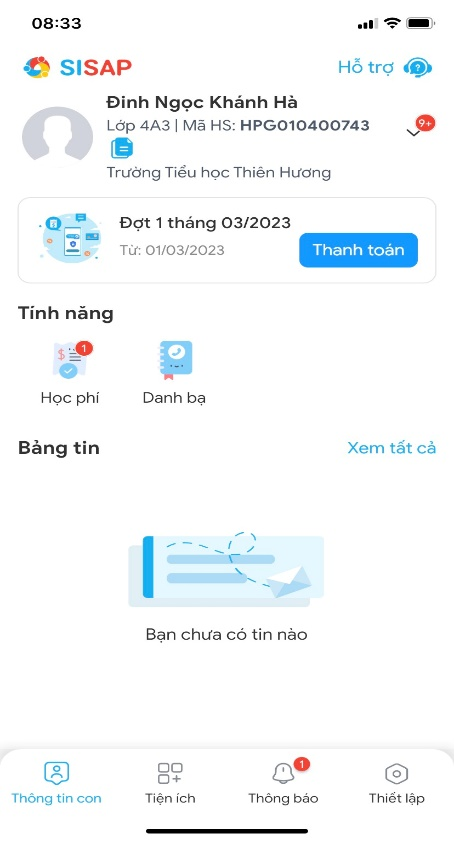 08:33
SISAP
Hỗ trợ
Đinh Ngọc Khánh Hà
Lớp 4A3 | Mã HS: HPG010400743
9+
Trường Tiểu học Thiên Hương
Đợt 1 tháng 03/2023
Từ: 01/03/2023
Thanh toán
Tính năng
1
Học phí
Danh bạ
Bảng tin
Xem tất cả
Bạn chưa có tin nào
1
Thông tin con
Tiện ích
Thông báo
Thiết lập